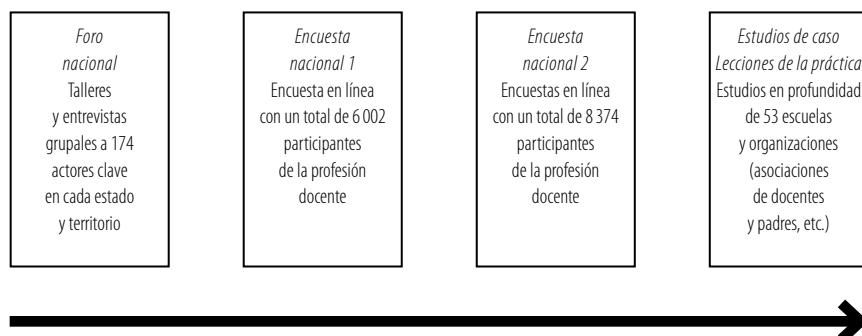 Foro
nacional
Talleres
y entrevistas
grupales a 174
actores clave
en cada estado
y territorio
Encuesta
nacional 1
Encuesta en línea
con un total de 6 002
participantes
de la profesión
docente
Encuesta
nacional 2
Encuestas en línea
con un total de 8 374
participantes
de la profesión
docente
Estudios de caso
Lecciones de la práctica
Estudios en profundidad
de 53 escuelas
y organizaciones
(asociaciones
de docentes
y padres, etc.)